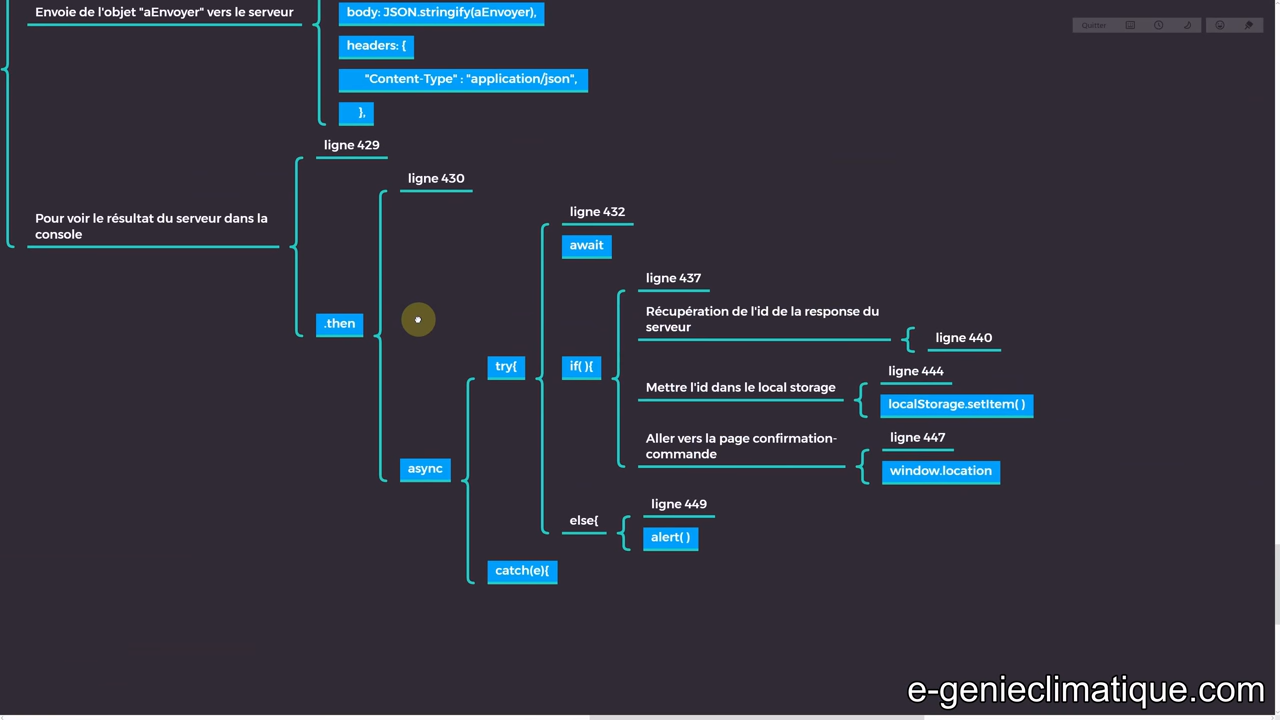 Envoie de l'objet "aEnvoyer" vers le serveur
body: JSON.stringify(aEnvoyer),
headers: {
"Content-Type" : "application/json",
},
Quitter
ligne 429
ligne 430
Pour voir le résultat du serveur dans la
console
.then
ligne 432
await
ligne 437
Récupération de l'id de la response du
serveur
ligne 440
try{
if( ){
ligne 444
Mettre l'id dans le local storage
localStorage.setItem( )
ligne 447
Aller vers la page confirmation-
commande
window.location
async
ligne 449
else{
alert( )
catch(e){
e-genieclimatique.com